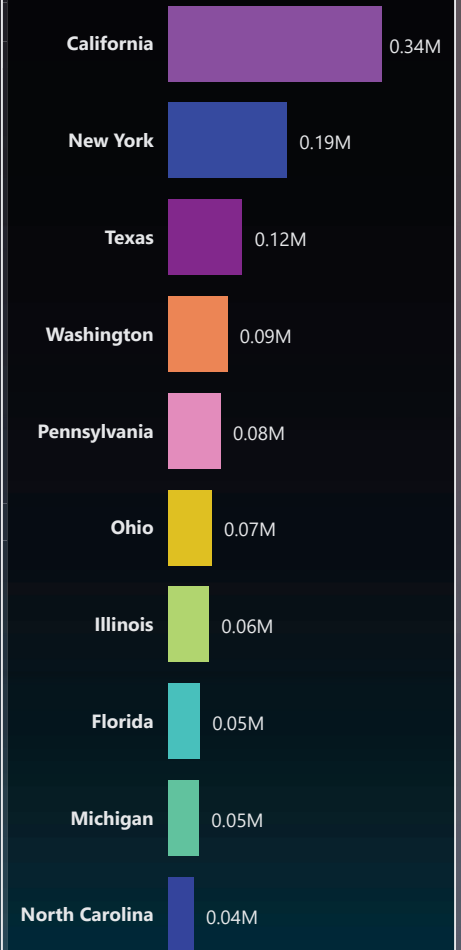 California 0.34M
New York 0.19M
Texas 0.12M
Washington 0.09M
Pennsylvania 0.08M
Ohio 0.07M
Illinois 0.06M
Florida 0.05M
Michigan 0.05M
North Carolina 0.04M